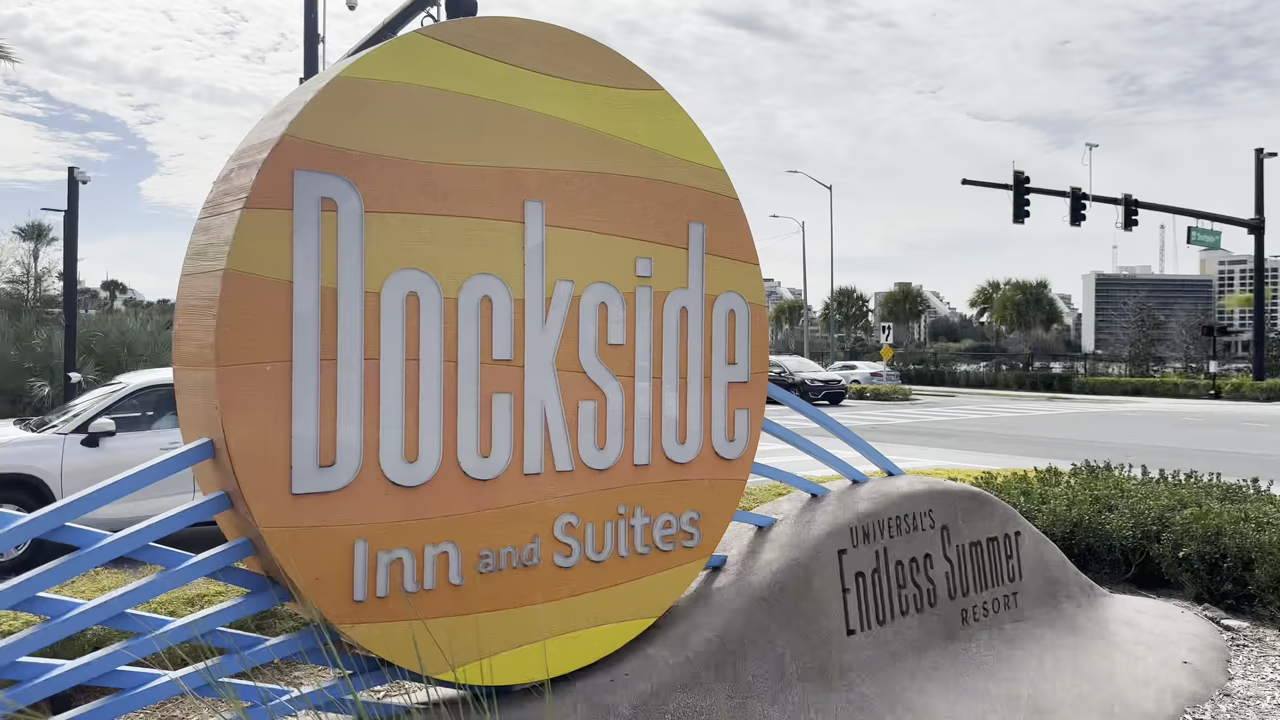 Dockside
Inn and Suites
UNIVERSAL'S
Endless Summer
RESORT